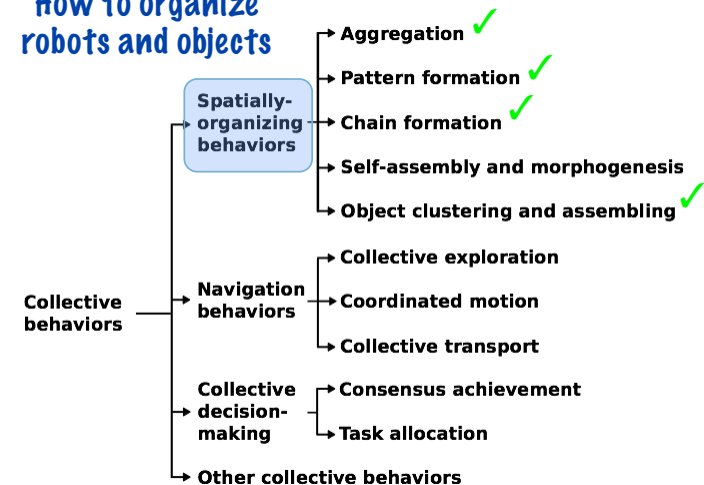 How to organize
robots and objects
Aggregation
Pattern formation
Spatially-
organizing
behaviors
Chain formation
Self-assembly and morphogenesis
Object clustering and assembling
Collective
behaviors
Navigation
behaviors
Collective exploration
Coordinated motion
Collective transport
Collective
decision-
making
Consensus achievement
Task allocation
Other collective behaviors